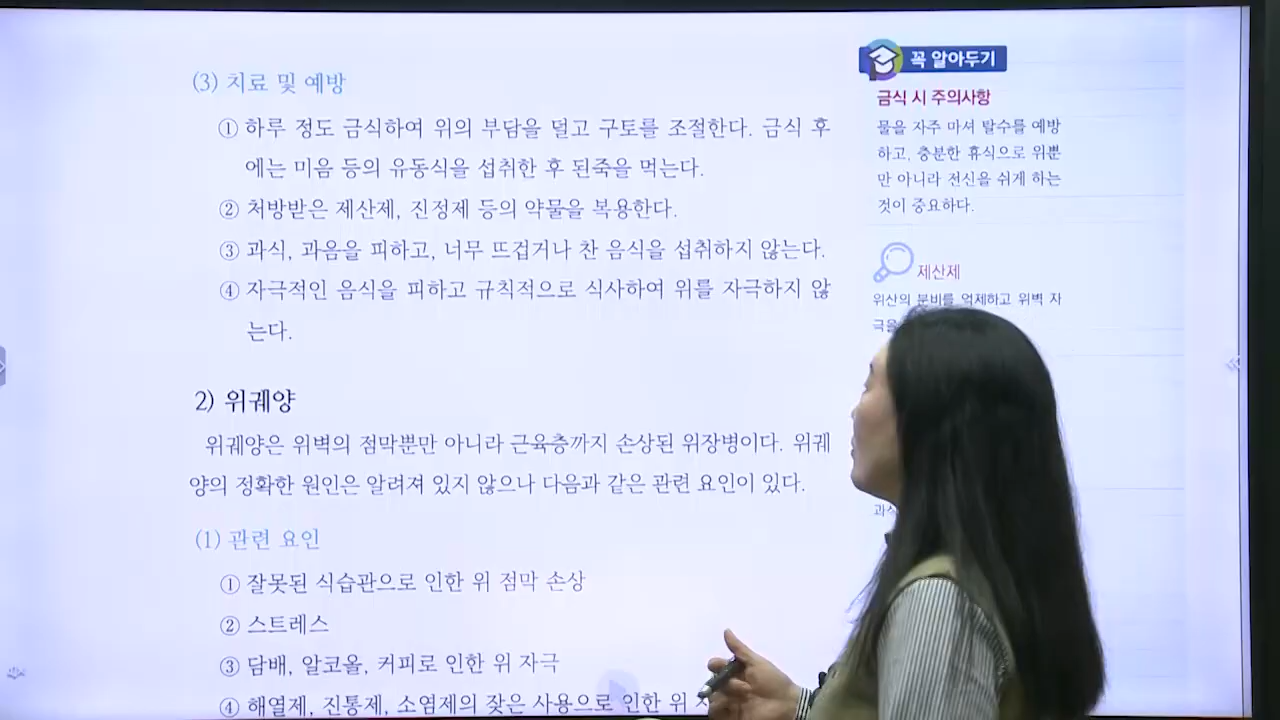 (3) 치료 및 예방
① 하루 정도 금식하여 위의 부담을 덜고 구토를 조절한다. 금식 후
에는 미음 등의 유동식을 섭취한 후 된죽을 먹는다.
② 처방받은 제산제, 진정제 등의 약물을 복용한다.
③ 과식, 과음을 피하고, 너무 뜨겁거나 찬 음식을 섭취하지 않는다.
④ 자극적인 음식을 피하고 규칙적으로 식사하여 위를 자극하지 않
는다.
2) 위궤양
위궤양은 위벽의 점막뿐만 아니라 근육층까지 손상된 위장병이다. 위궤
양의 정확한 원인은 알려져 있지 않으나 다음과 같은 관련 요인이 있다.
(1) 관련 요인
① 잘못된 식습관으로 인한 위 점막 손상
② 스트레스
③ 담배, 알코올, 커피로 인한 위 자극
④ 해열제, 진통제, 소염제의 잦은 사용으로 인한 위
꼭 알아두기
금식 시 주의사항
물을 자주 마셔 탈수를 예방
하고, 충분한 휴식으로 위뿐
만 아니라 전신을 쉬게 하는
것이 중요하다.
제산제
위산의 분비를 억제하고 위벽 자
극을
과식